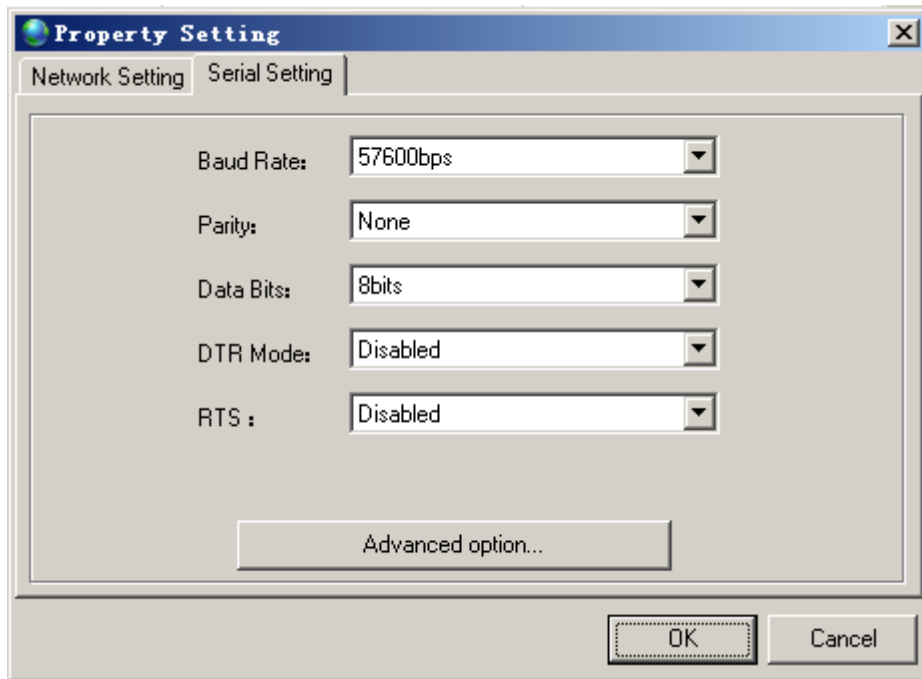 Property Setting
Network Setting Serial Setting
Baud Rate: 57600bps
Parity: None
Data Bits: 8bits
DTR Mode: Disabled
RTS : Disabled
Advanced option...
OK Cancel